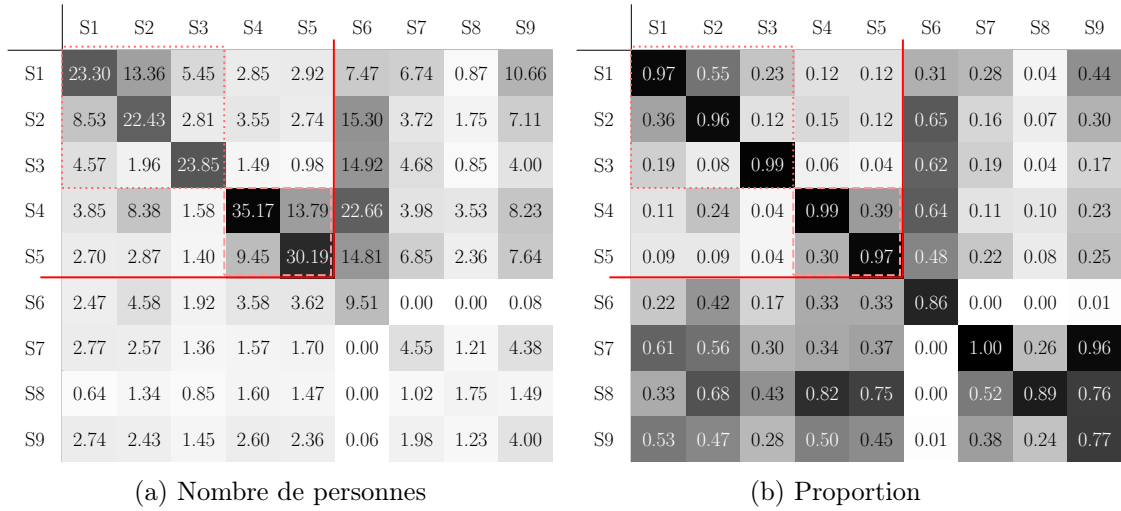 S1 S2 S3 S4 S5 S6 S7 S8 S9 S1 S2 S3 S4 S5 S6 S7 S8 S9
S1 23.30 13.36 5.45 2.85 2.92 7.47 6.74 0.87 10.66 S1 0.97 0.55 0.23 0.12 0.12 0.31 0.28 0.04 0.44
S2 8.53 22.43 2.81 3.55 2.74 15.30 3.72 1.75 7.11 S2 0.36 0.96 0.12 0.15 0.12 0.65 0.16 0.07 0.30
S3 4.57 1.96 23.85 1.49 0.98 14.92 4.68 0.85 4.00 S3 0.19 0.08 0.99 0.06 0.04 0.62 0.19 0.04 0.17
S4 3.85 8.38 1.58 35.17 13.79 22.66 3.98 3.53 8.23 S4 0.11 0.24 0.04 0.99 0.39 0.64 0.11 0.10 0.23
S5 2.70 2.87 1.40 9.45 30.19 14.81 6.85 2.36 7.64 S5 0.09 0.09 0.04 0.30 0.97 0.48 0.22 0.08 0.25
S6 2.47 4.58 1.92 3.58 3.62 9.51 0.00 0.00 0.08 S6 0.22 0.42 0.17 0.33 0.33 0.86 0.00 0.00 0.01
S7 2.77 2.57 1.36 1.57 1.70 0.00 4.55 1.21 4.38 S7 0.61 0.56 0.30 0.34 0.37 0.00 1.00 0.26 0.96
S8 0.64 1.34 0.85 1.60 1.47 0.00 1.02 1.75 1.49 S8 0.33 0.68 0.43 0.82 0.75 0.00 0.52 0.89 0.76
S9 2.74 2.43 1.45 2.60 2.36 0.06 1.98 1.23 4.00 S9 0.53 0.47 0.28 0.50 0.45 0.01 0.38 0.24 0.77
(a) Nombre de personnes (b) Proportion